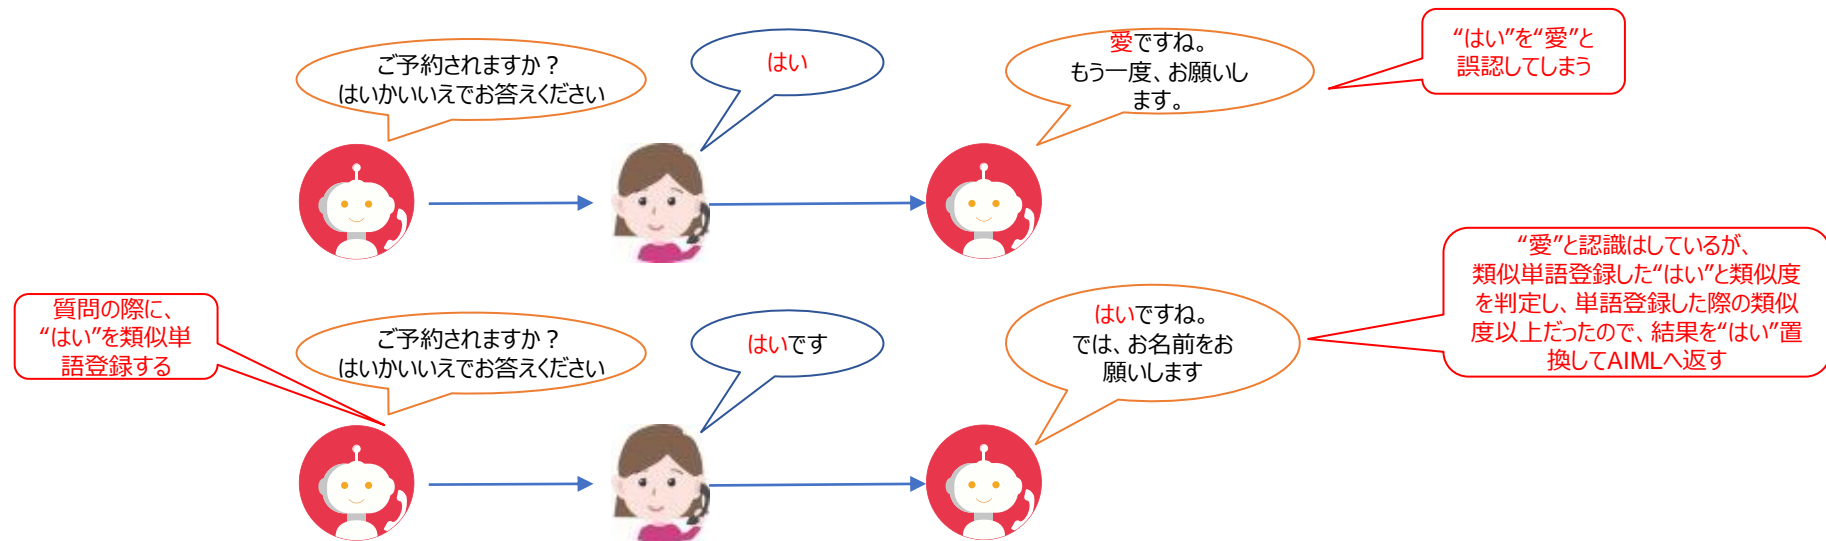 ご予約されますか？
はいかいいえでお答えください
はい
愛ですね。
もう一度、お願いし
ます。
“はい”を“愛”と
誤認してしまう
質問の際に、
“はい”を類似単
語登録する
ご予約されますか？
はいかいいえでお答えください
はいです
はいですね。
では、お名前をお
願いします
“愛”と認識はしているが、
類似単語登録した“はい”と類似度
を判定し、単語登録した際の類似
度以上だったので、結果を“はい”置
換してAIMLへ返す